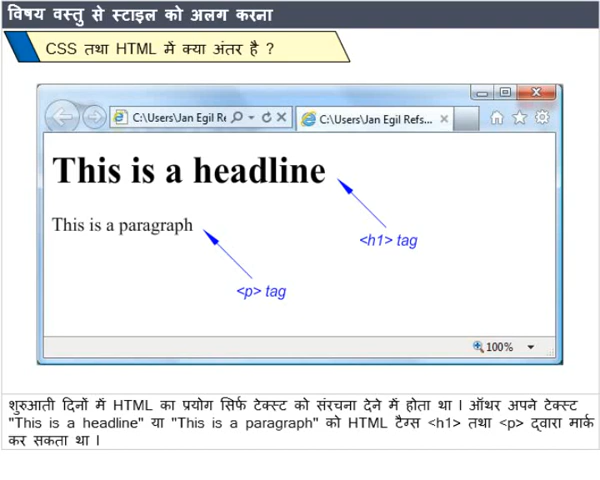 विषय वस्तु से स्टाइल को अलग करना
CSS तथा HTML में क्या अंतर है ?
C:\Users\Jan Egil Re
C:\Users\Jan Egil Refs...
This is a headline
<h1> tag
This is a paragraph
<p> tag
100%
शुरुआती दिनों में HTML का प्रयोग सिर्फ टेक्स्ट को संरचना देने में होता था । ऑथर अपने टेक्स्ट
"This is a headline" या "This is a paragraph" को HTML टैग्स <h1> तथा <p> द्वारा मार्क
कर सकता था ।